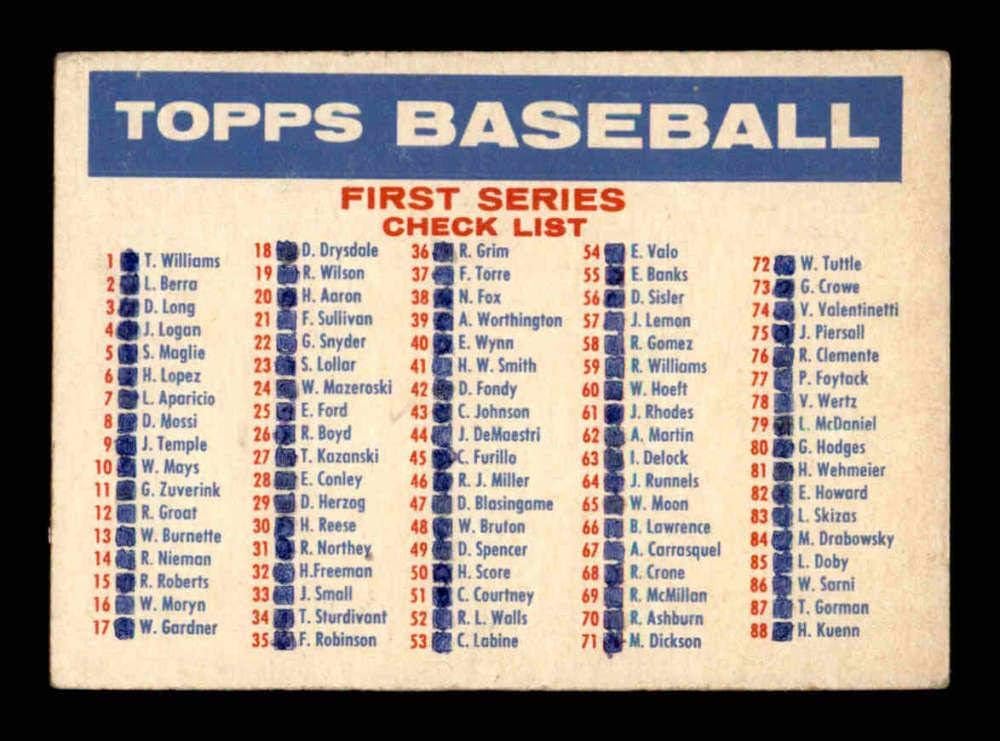 TOPPS BASEBALL
FIRST SERIES
CHECK LIST
1 T. Williams
2 L. Berra
3 D. Long
4 J. Logan
5 S. Maglie
6 H. Lopez
7 L. Aparicio
8 D. Mossi
9 J. Temple
10 W. Mays
11 G. Zuverink
12 R. Groat
13 W. Burnette
14 R. Nieman
15 R. Roberts
16 W. Moryn
17 W. Gardner
18 D. Drysdale
19 R. Wilson
20 H. Aaron
21 F. Sullivan
22 G. Snyder
23 S. Lollar
24 W. Mazeroski
25 E. Ford
26 R. Boyd
27 T. Kazanski
28 E. Conley
29 D. Herzog
30 H. Reese
31 R. Northey
32 H.Freeman
33 J. Small
34 T. Sturdivant
35 F. Robinson
36 R. Grim
37 F. Torre
38 N. Fox
39 A. Worthington
40 E. Wynn
41 H. W. Smith
42 D. Fondy
43 C. Johnson
44 J. DeMaestri
45 C. Furillo
46 R. J. Miller
47 D. Blasingame
48 W. Bruton
49 D. Spencer
50 H. Score
51 C. Courtney
52 R. L. Walls
53 C. Labine
54 E. Valo
55 E. Banks
56 D. Sisler
57 J. Lemon
58 R. Gomez
59 R. Williams
60 W. Hoeft
61 J. Rhodes
62 A. Martin
63 I. Delock
64 J. Runnels
65 W. Moon
66 B. Lawrence
67 A. Carrasquel
68 R. Crone
69 R. McMillan
70 R. Ashburn
71 M. Dickson
72 W. Tuttle
73 G. Crowe
74 V. Valentinetti
75 J. Piersall
76 R. Clemente
77 P. Foytack
78 V. Wertz
79 L. McDaniel
80 G. Hodges
81 H. Wehmeier
82 E. Howard
83 L. Skizas
84 M. Drabowsky
85 L. Doby
86 W. Sarni
87 T. Gorman
88 H. Kuenn